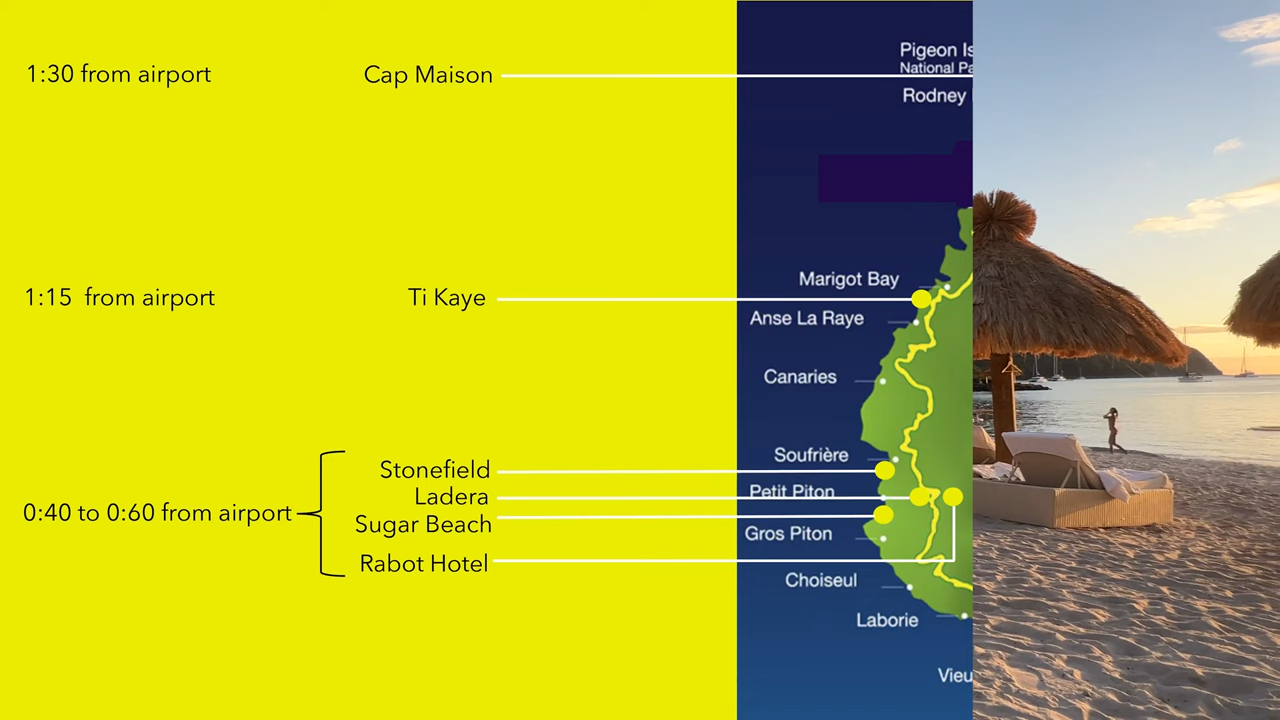 1:30 from airport
Cap Maison
Pigeon Is
National Pa
Rodney
1:15 from airport
Ti Kaye
Marigot Bay
Anse La Raye
Canaries
0:40 to 0:60 from airport
Stonefield
Ladera
Sugar Beach
Rabot Hotel
Soufrière
Petit Piton
Gros Piton
Choiseul
Laborie
Vieu